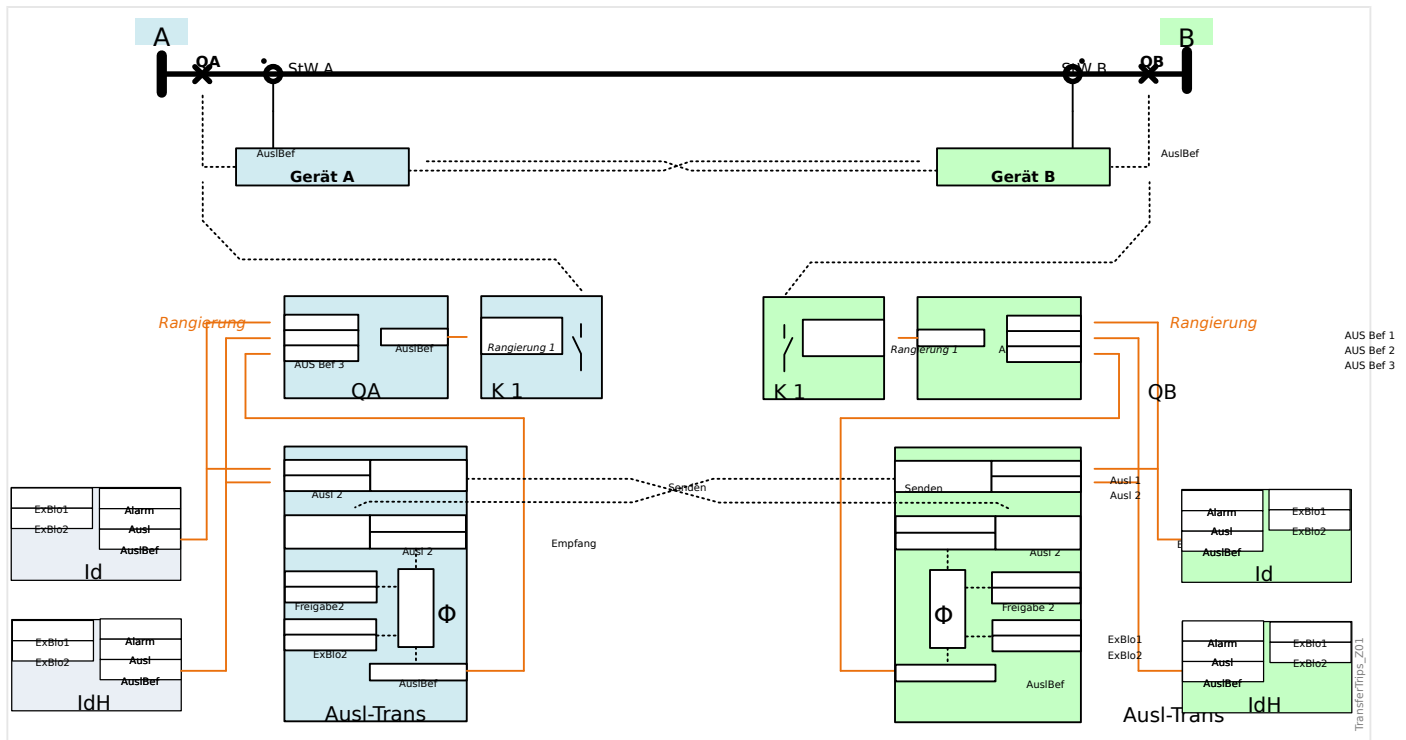 A
B
QA
StW A
StW B
QB
AuslBef
Gerät A
Gerät B
AuslBef
Rangierung
AuslBef
AUS Bef 3
QA
Rangierung 1
K 1
K 1
Rangierung 1
QB
Rangierung
AUS Bef 1
AUS Bef 2
AUS Bef 3
Ausl 2
Senden
Senden
Ausl 1
Ausl 2
Empfang
Ausl 2
Ausl 2
Freigabe2
Freigabe 2
Φ
Φ
ExBlo2
ExBlo1
ExBlo2
AuslBef
AuslBef
Ausl-Trans
Ausl-Trans
ExBlo1
ExBlo2
Alarm
Ausl
AuslBef
Id
ExBlo1
ExBlo2
Alarm
Ausl
AuslBef
IdH
Alarm
Ausl
AuslBef
ExBlo1
ExBlo2
Id
Alarm
Ausl
AuslBef
ExBlo1
ExBlo2
IdH
TransferTrips_Z01